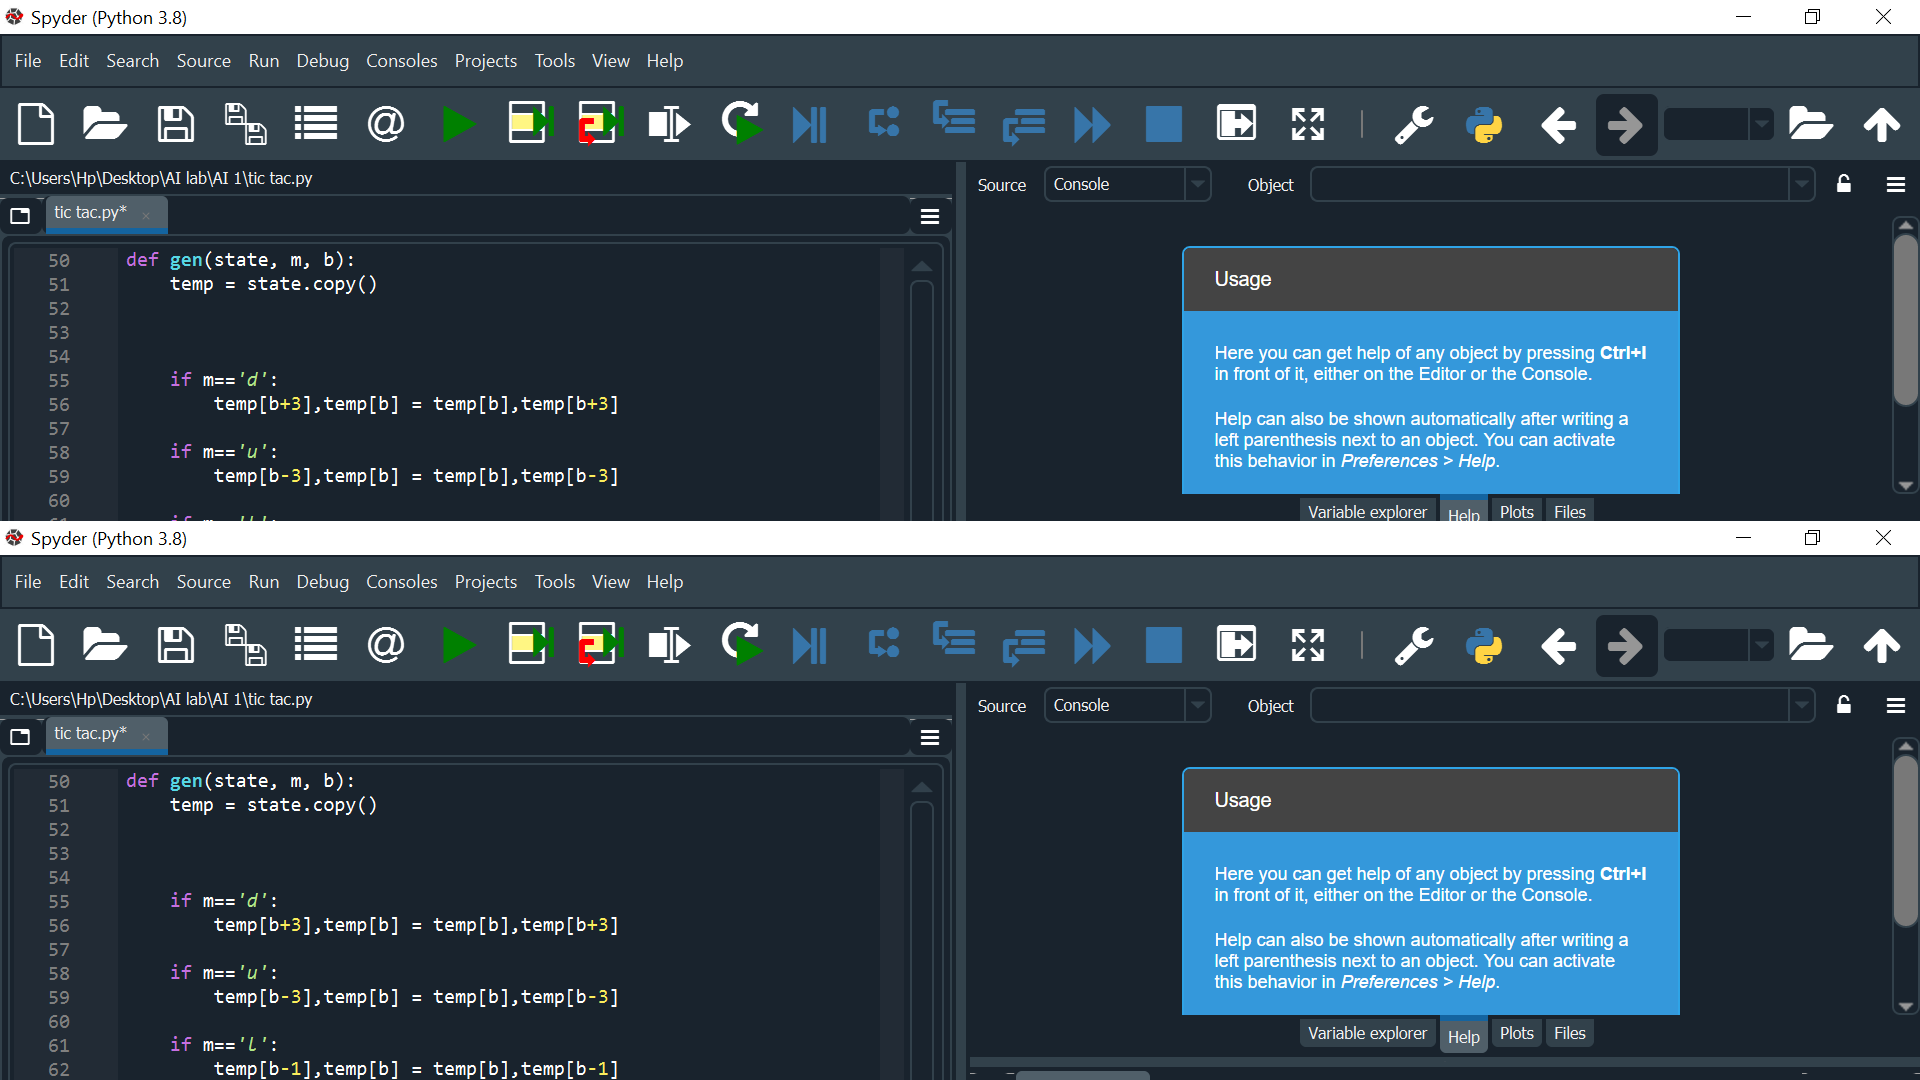 Spyder (Python 3.8)
File Edit Search Source Run Debug Consoles Projects Tools View Help
C:\Users\Hp\Desktop\AI lab\AI 1\tic tac.py
tic tac.py*
50 def gen(state, m, b):
51 temp = state.copy()
52
53
54
55 if m=='d':
56 temp[b+3],temp[b] = temp[b],temp[b+3]
57
58 if m=='u':
59 temp[b-3],temp[b] = temp[b],temp[b-3]
60
Source Console Object
Usage
Here you can get help of any object by pressing Ctrl+I
in front of it, either on the Editor or the Console.
Help can also be shown automatically after writing a
left parenthesis next to an object. You can activate
this behavior in Preferences > Help.
Variable explorer Help Plots Files
Spyder (Python 3.8)
File Edit Search Source Run Debug Consoles Projects Tools View Help
C:\Users\Hp\Desktop\AI lab\AI 1\tic tac.py
tic tac.py*
50 def gen(state, m, b):
51 temp = state.copy()
52
53
54
55 if m=='d':
56 temp[b+3],temp[b] = temp[b],temp[b+3]
57
58 if m=='u':
59 temp[b-3],temp[b] = temp[b],temp[b-3]
60
61 if m=='l':
62 temp[b-1],temp[b] = temp[b],temp[b-1]
Source Console Object
Usage
Here you can get help of any object by pressing Ctrl+I
in front of it, either on the Editor or the Console.
Help can also be shown automatically after writing a
left parenthesis next to an object. You can activate
this behavior in Preferences > Help.
Variable explorer Help Plots Files